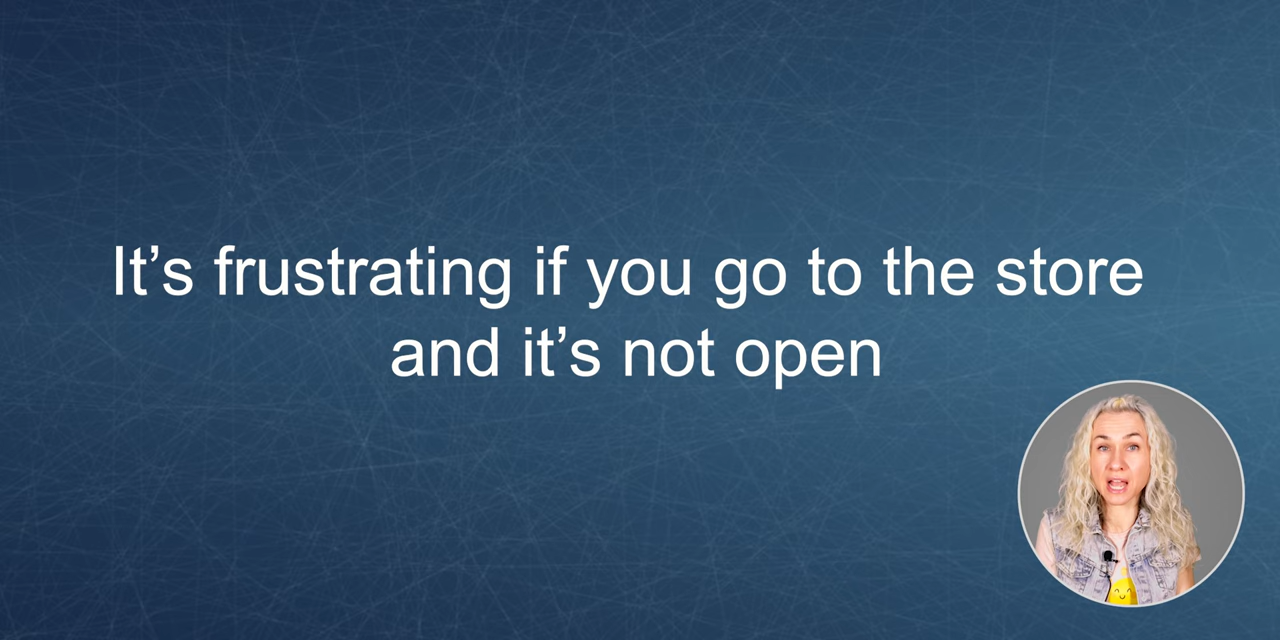 It’s frustrating if you go to the store
and it’s not open